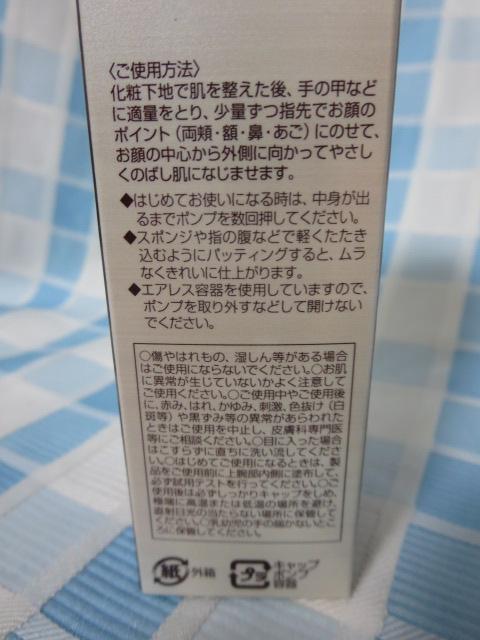 〈ご使用方法〉
化粧下地で肌を整えた後、手の甲など
に適量をとり、少量ずつ指先でお顔の
ポイント（両頬・額・鼻・あご）にのせて、
お顔の中心から外側に向かってやさし
くのばし肌になじませます。
◆はじめてお使いになる時は、中身が出
るまでポンプを数回押してください。
◆スポンジや指の腹などで軽くたたき
込むようにパッティングすると、ムラ
なくきれいに仕上がります。
◆エアレス容器を使用していますので、
ポンプを取り外すなどして開けない
でください。
○傷やはれもの、湿しん等がある場合
はご使用にならないでください。○お肌
に異常が生じていないかよく注意して
ご使用ください。○ご使用中やご使用後
に、赤み、はれ、かゆみ、刺激、色抜け（白
斑等）や黒ずみ等の異常があらわれた
ときはご使用を中止し、皮膚科専門医
等にご相談ください。○目に入った場合
はこすらずに直ちに洗い流してくださ
い。○はじめてご使用になるときは、製
品をご使用前に上腕部内側に塗布して、
必ず試用テストを行ってください。○ご
使用後は必ずしっかりキャップをしめ、
極端に高温または低温の場所を避け、
直射日光の当たらない場所に保管して
ください。○乳幼児の手の届かないとこ
ろに保管してください。
紙 外箱 プラ キャップ
ポンプ
容器